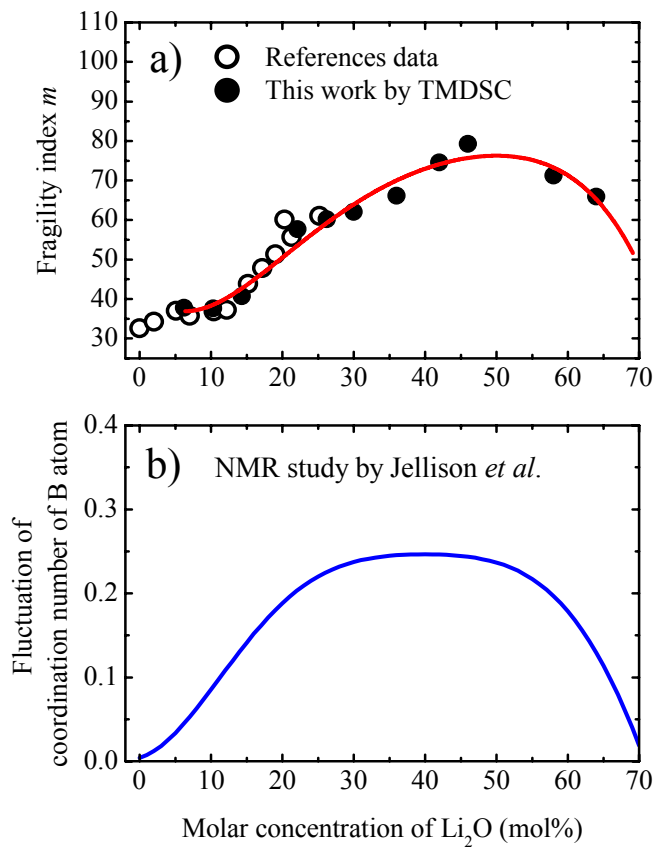 a)
References data
This work by TMDSC
Fragility index m
110
100
90
80
70
60
50
40
30
0 10 20 30 40 50 60 70
b)
NMR study by Jellison et al.
Fluctuation of
coordination number of B atom
0.4
0.3
0.2
0.1
0.0
0 10 20 30 40 50 60 70
Molar concentration of Li₂O (mol%)